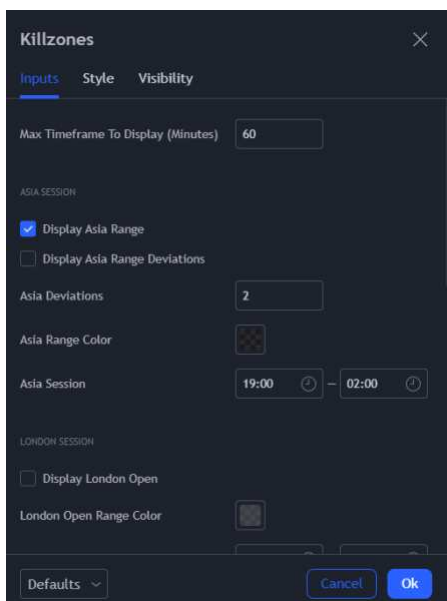 Killzones
Inputs Style Visibility
Max Timeframe To Display (Minutes) 60
ASIA SESSION
Display Asia Range
Display Asia Range Deviations
Asia Deviations 2
Asia Range Color
Asia Session 19:00 — 02:00
LONDON SESSION
Display London Open
London Open Range Color
Defaults Cancel Ok